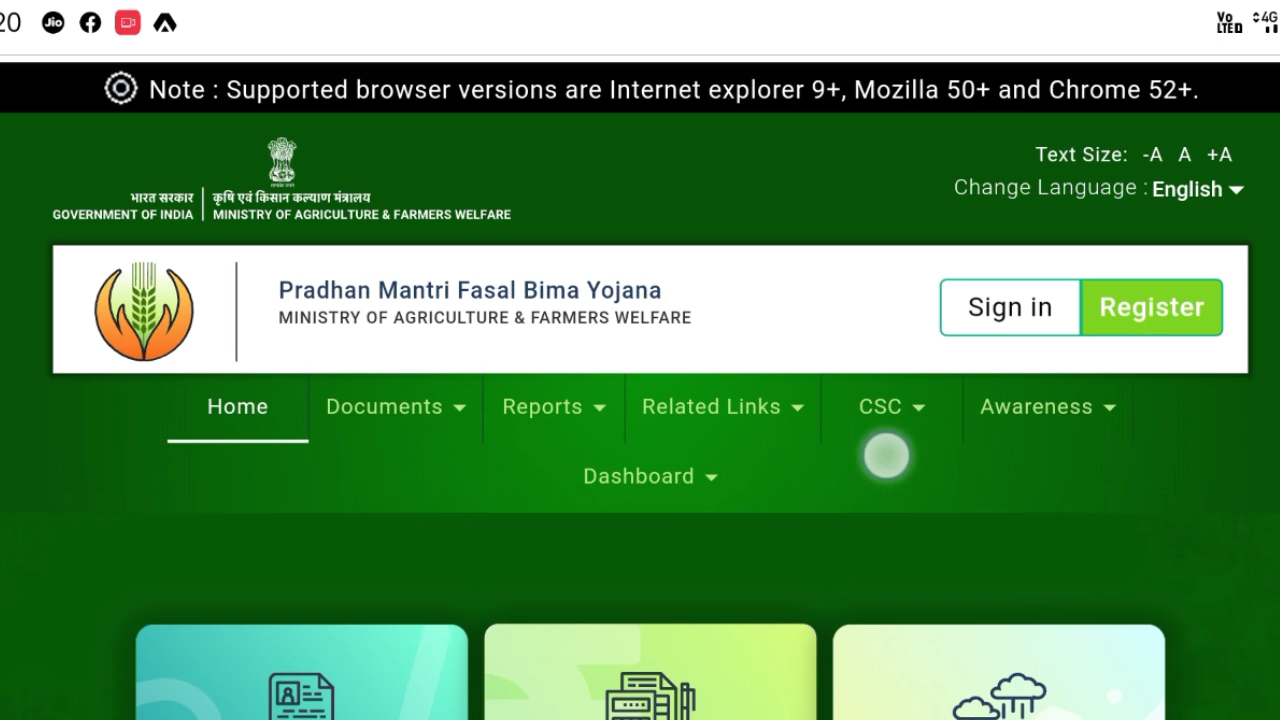 20
Jio
Vo
LTE
4G
Note : Supported browser versions are Internet explorer 9+, Mozilla 50+ and Chrome 52+.
Text Size: -A A +A
Change Language : English
भारत सरकार
GOVERNMENT OF INDIA
कृषि एवं किसान कल्याण मंत्रालय
MINISTRY OF AGRICULTURE & FARMERS WELFARE
Pradhan Mantri Fasal Bima Yojana
MINISTRY OF AGRICULTURE & FARMERS WELFARE
Sign in
Register
Home Documents Reports Related Links CSC Awareness
Dashboard